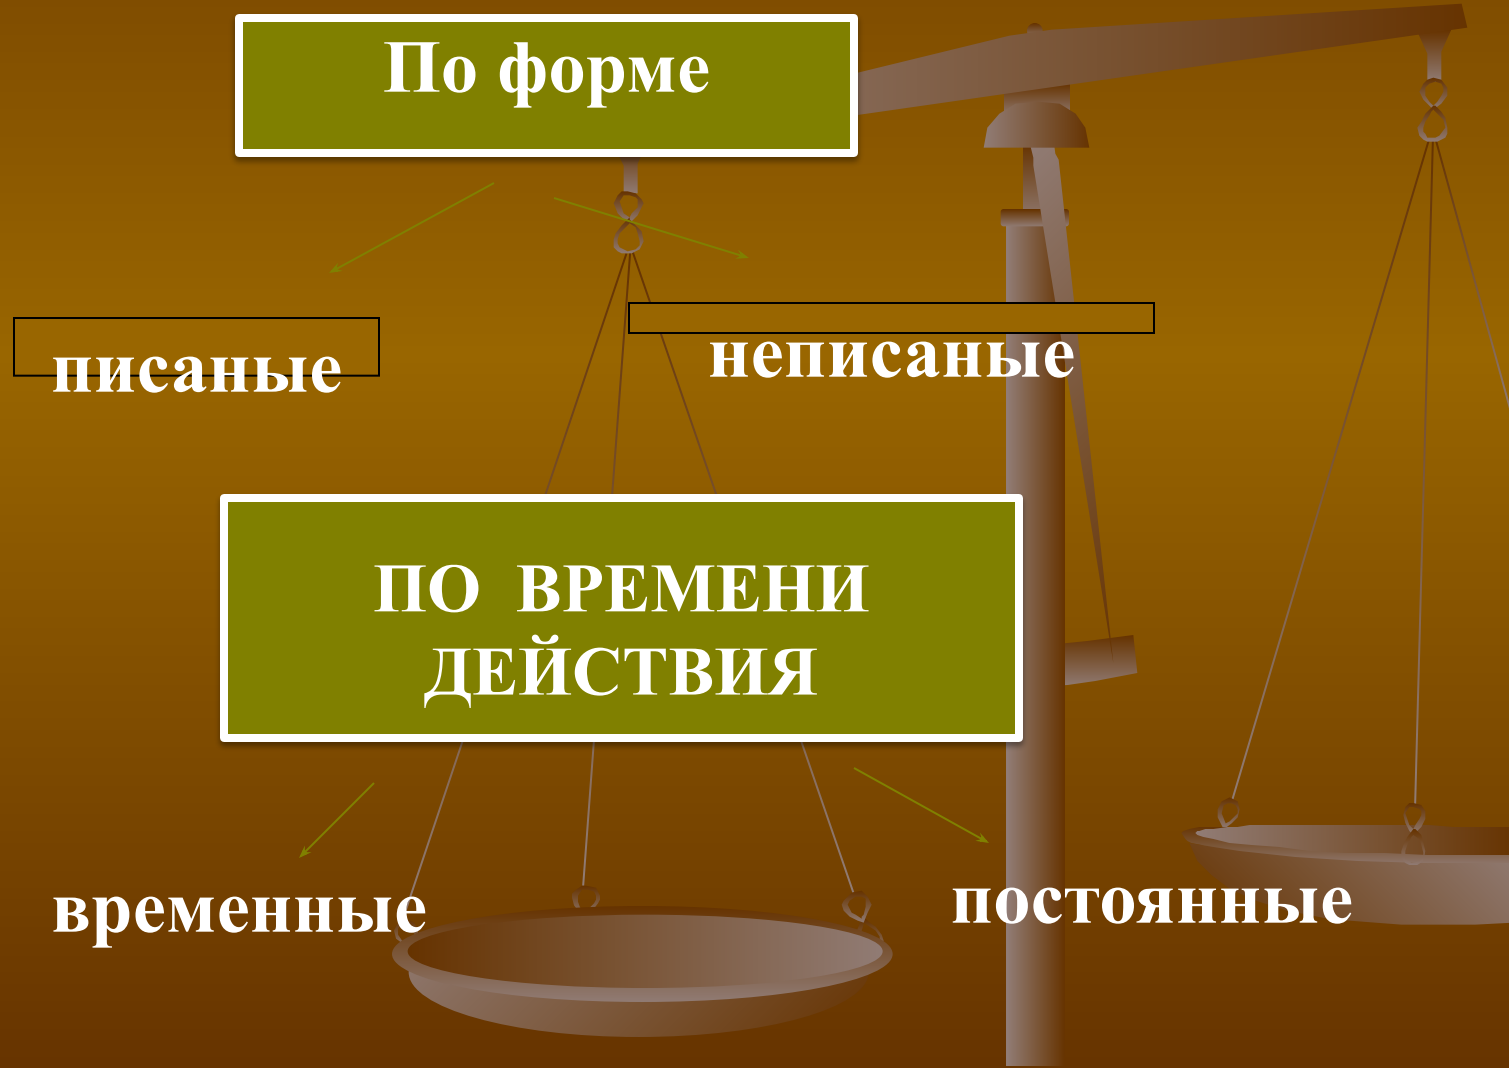 По форме
писаные
неписаные
ПО ВРЕМЕНИ
ДЕЙСТВИЯ
временные
постоянные